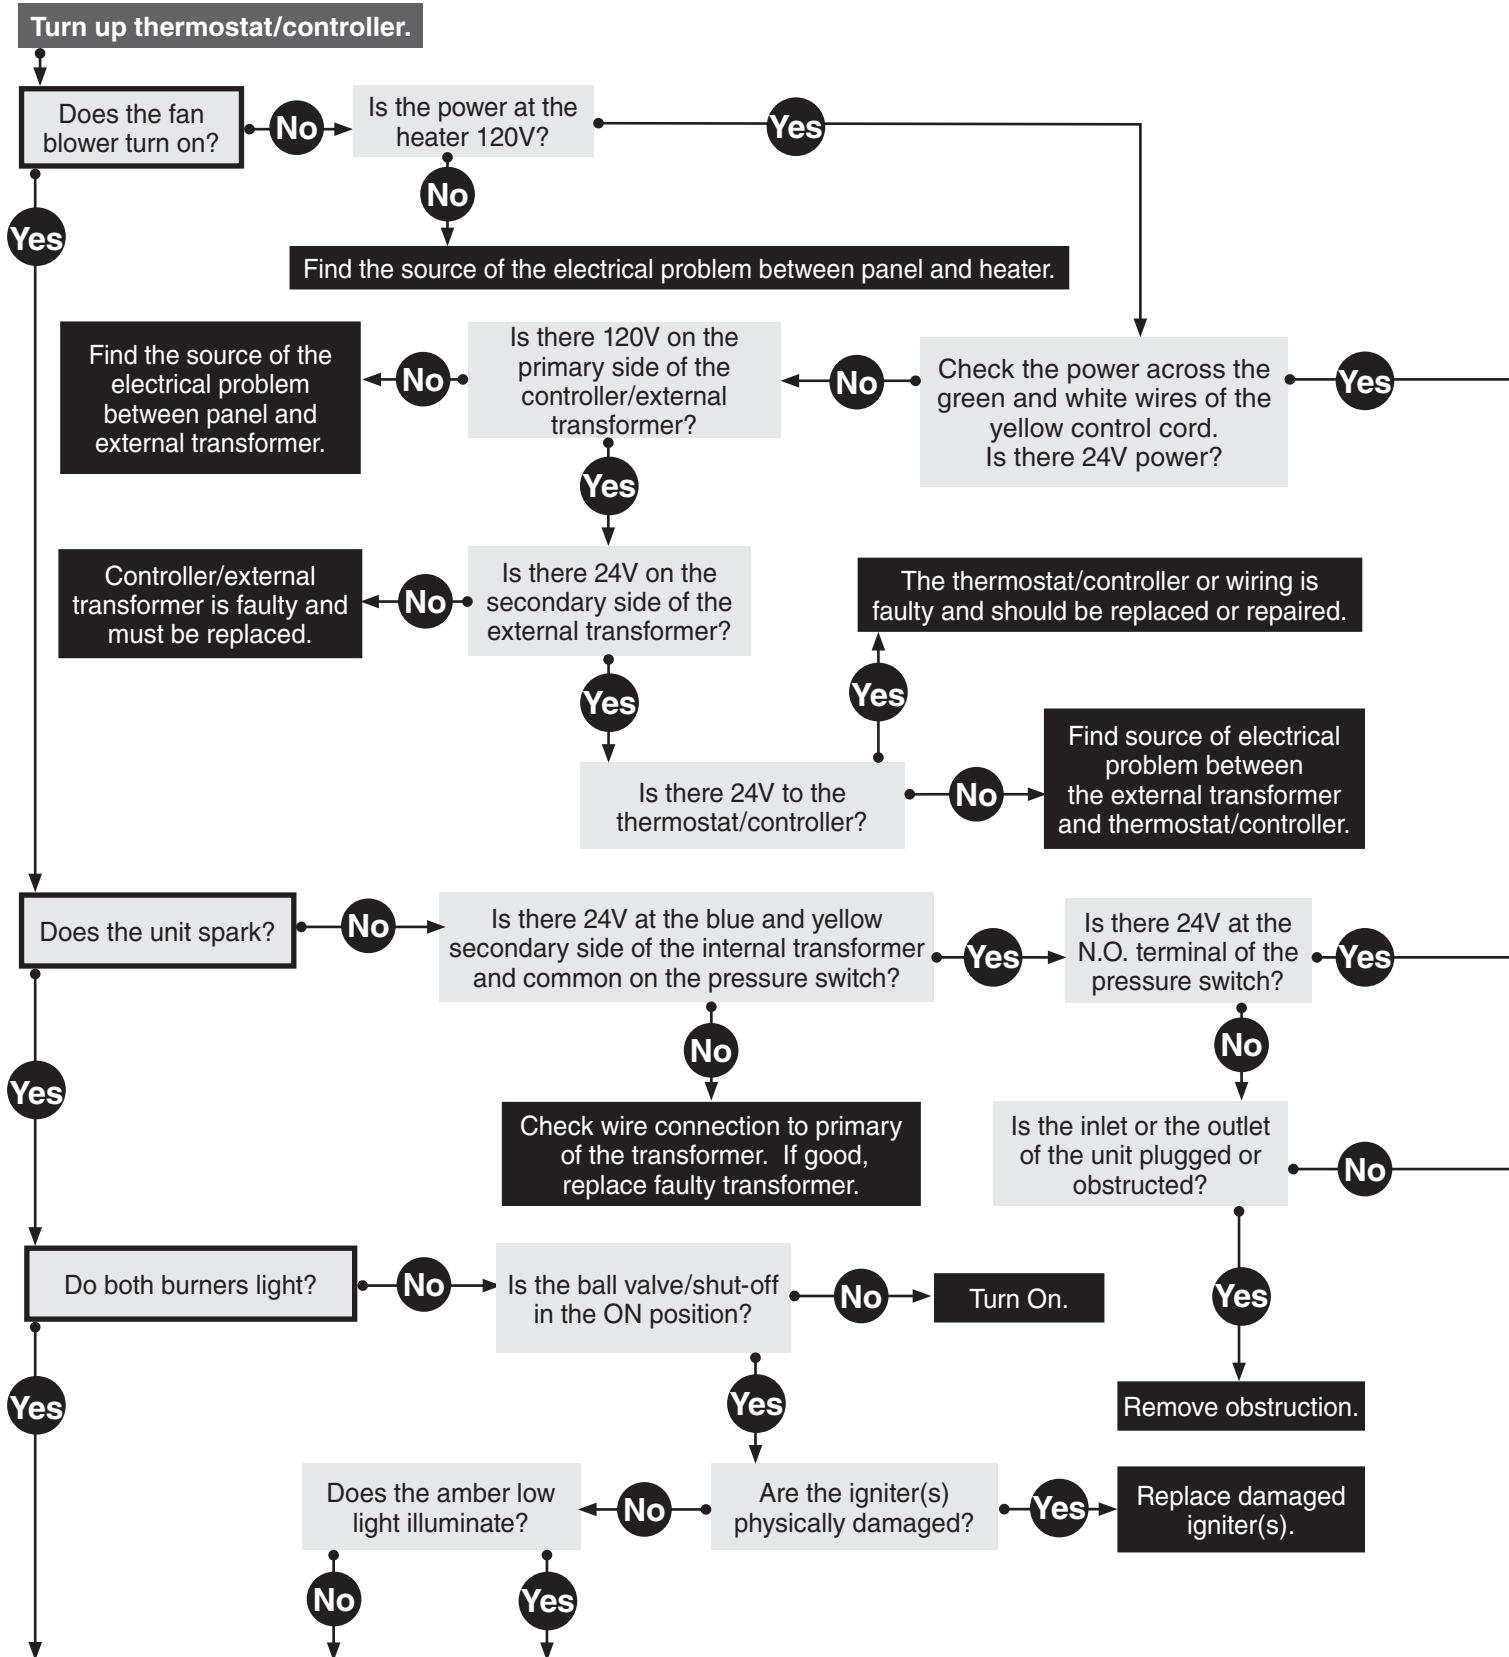 Turn up thermostat/controller.
Does the fan
blower turn on?
No
Is the power at the
heater 120V?
Yes
No
Yes
Find the source of the electrical problem between panel and heater.
Find the source of the
electrical problem
between panel and
external transformer.
No
Is there 120V on the
primary side of the
controller/external
transformer?
No
Check the power across the
green and white wires of the
yellow control cord.
Is there 24V power?
Yes
Yes
Controller/external
transformer is faulty and
must be replaced.
No
Is there 24V on the
secondary side of the
external transformer?
The thermostat/controller or wiring is
faulty and should be replaced or repaired.
Yes
Yes
Is there 24V to the
thermostat/controller?
No
Find source of electrical
problem between
the external transformer
and thermostat/controller.
Does the unit spark?
No
Is there 24V at the blue and yellow
secondary side of the internal transformer
and common on the pressure switch?
Yes
Is there 24V at the
N.O. terminal of the
pressure switch?
Yes
No
No
Yes
Check wire connection to primary
of the transformer.  If good,
replace faulty transformer.
Is the inlet or the outlet
of the unit plugged or
obstructed?
No
Do both burners light?
No
Is the ball valve/shut-off
in the ON position?
No
Turn On.
Yes
Yes
Yes
Remove obstruction.
Does the amber low
light illuminate?
No
Are the igniter(s)
physically damaged?
Yes
Replace damaged
igniter(s).
No
Yes